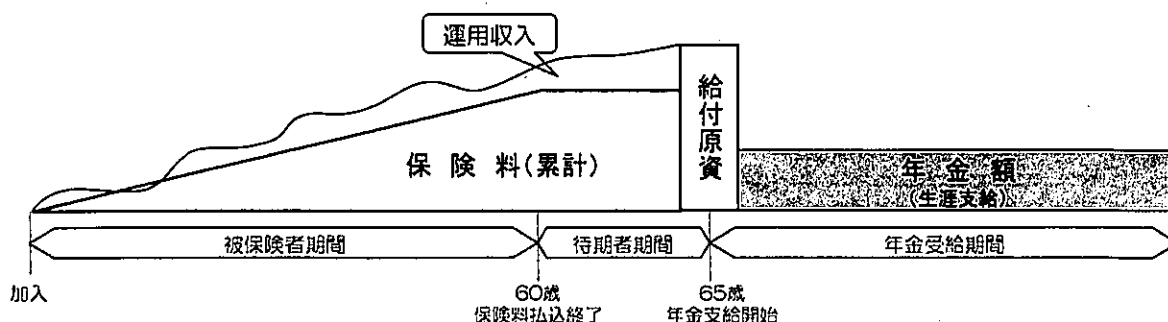 運用収入
給付原資
保険料(累計)
年金額
(生涯支給)
被保険者期間
待期者期間
年金受給期間
加入
60歳
保険料払込終了
65歳
年金支給開始